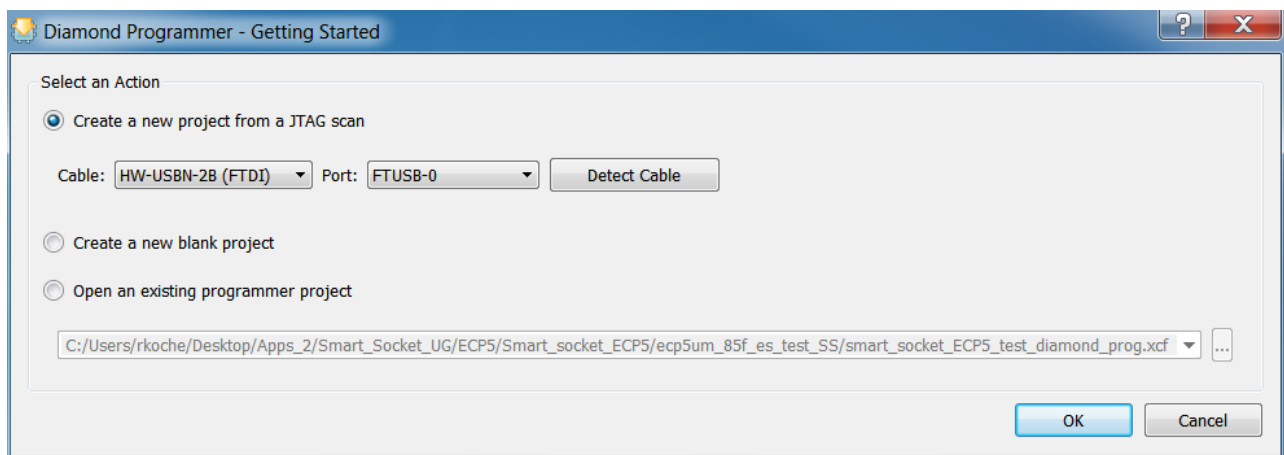 Diamond Programmer - Getting Started
? X
Select an Action
Create a new project from a JTAG scan
Cable: HW-USBN-2B (FTDI) Port: FTUSB-0 Detect Cable
Create a new blank project
Open an existing programmer project
C:/Users/rkoche/Desktop/Apps_2/Smart_Socket_UG/ECP5/Smart_socket_ECP5/ecp5um_85f_es_test_SS/smart_socket_ECP5_test_diamond_prog.xcf ...
OK Cancel